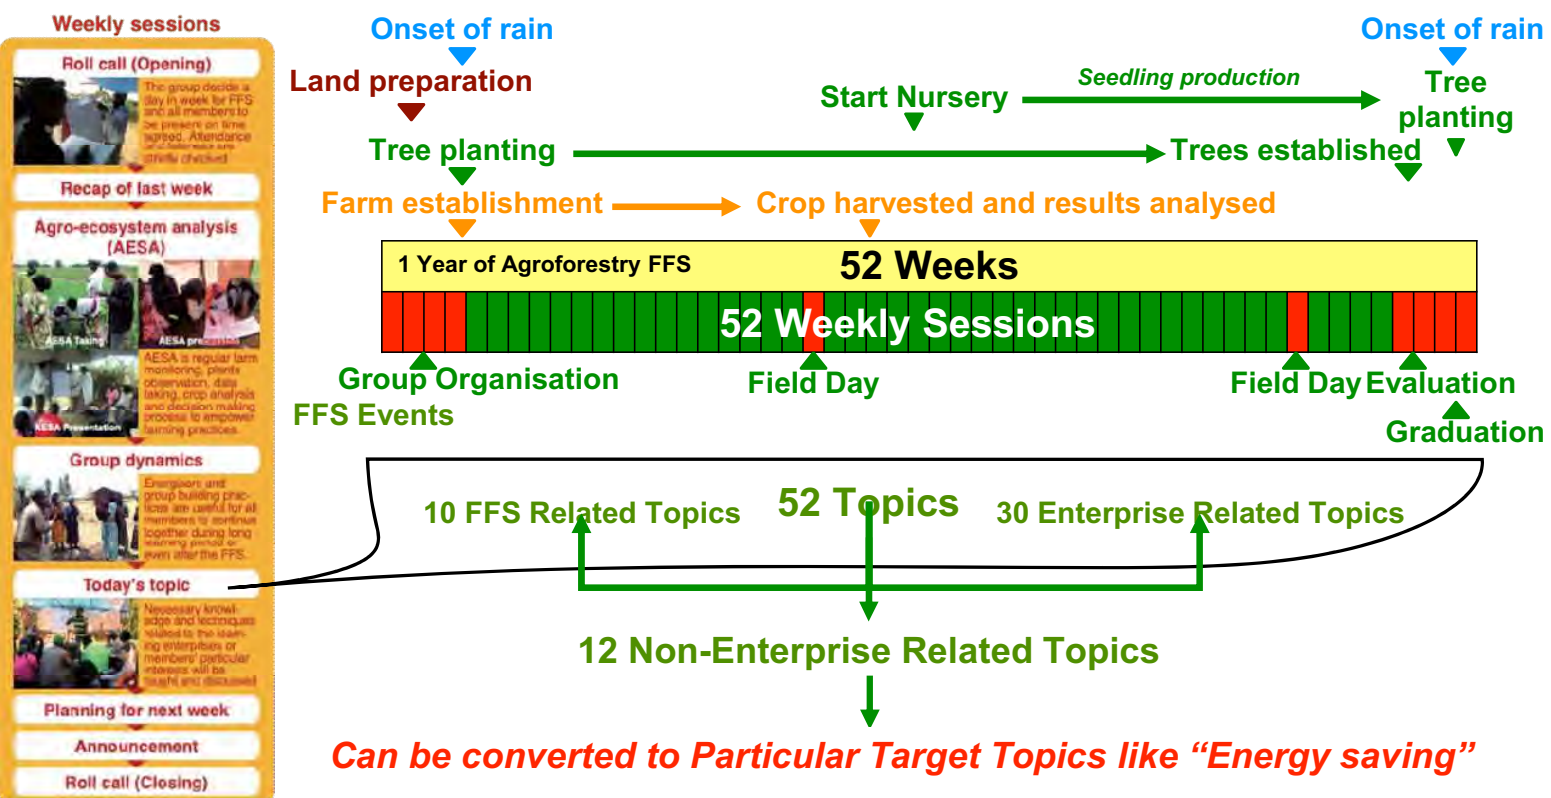 Weekly sessions
Roll call (Opening)
The group decide a
day in week for FFS
and all members to
be present on time
agreed. Attendance
and
strictly checked
Recap of last week
Agro-ecosystem analysis
(AESA)
AESA Taking
AESA
AESA is regular farm
monitoring, plants
observation, data
taking, crop analysis
and decision making
process to empower
farming practices.
AESA Presentation
Group dynamics
Energisers and
group building prac-
tices are useful for all
members to continue
together during long
learning period or
even after the FFS.
Today's topic
Necessary knowl-
edge and techniques
related to the learn-
ing enterprises or
members' particular
interests will be
taught and discussed
Planning for next week
Announcement
Roll call (Closing)
Onset of rain
Onset of rain
Land preparation
Start Nursery
Seedling production
Tree
planting
Tree planting
Trees established
Farm establishment
Crop harvested and results analysed
1 Year of Agroforestry FFS
52 Weeks
52 Weekly Sessions
Group Organisation
Field Day
Field Day
Evaluation
FFS Events
Graduation
10 FFS Related Topics
52 Topics
30 Enterprise Related Topics
12 Non-Enterprise Related Topics
Can be converted to Particular Target Topics like “Energy saving”